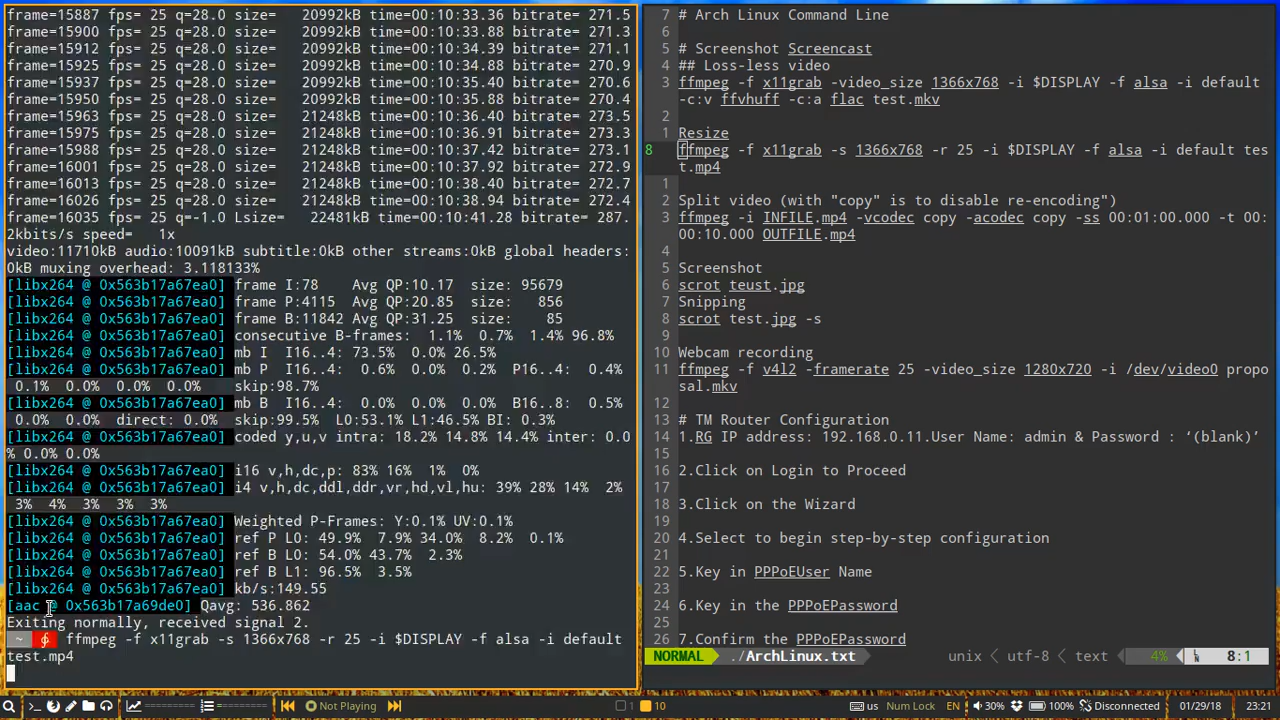 frame=15887 fps= 25 q=28.0 size=   20992kB time=00:10:33.36 bitrate= 271.5
frame=15900 fps= 25 q=28.0 size=   20992kB time=00:10:33.88 bitrate= 271.3
frame=15912 fps= 25 q=28.0 size=   20992kB time=00:10:34.39 bitrate= 271.1
frame=15925 fps= 25 q=28.0 size=   20992kB time=00:10:34.88 bitrate= 270.9
frame=15937 fps= 25 q=28.0 size=   20992kB time=00:10:35.40 bitrate= 270.6
frame=15950 fps= 25 q=28.0 size=   20992kB time=00:10:35.88 bitrate= 270.4
frame=15963 fps= 25 q=28.0 size=   21248kB time=00:10:36.40 bitrate= 273.5
frame=15975 fps= 25 q=28.0 size=   21248kB time=00:10:36.91 bitrate= 273.3
frame=15988 fps= 25 q=28.0 size=   21248kB time=00:10:37.42 bitrate= 273.1
frame=16001 fps= 25 q=28.0 size=   21248kB time=00:10:37.92 bitrate= 272.9
frame=16013 fps= 25 q=28.0 size=   21248kB time=00:10:38.40 bitrate= 272.7
frame=16026 fps= 25 q=28.0 size=   21248kB time=00:10:38.94 bitrate= 272.4
frame=16035 fps= 25 q=-1.0 Lsize=   22481kB time=00:10:41.28 bitrate= 287.
2kbits/s speed=   1x
video:11710kB audio:10091kB subtitle:0kB other streams:0kB global headers:
0kB muxing overhead: 3.118133%
[libx264 @ 0x563b17a67ea0] frame I:78    Avg QP:10.17  size: 95679
[libx264 @ 0x563b17a67ea0] frame P:4115  Avg QP:20.85  size:   856
[libx264 @ 0x563b17a67ea0] frame B:11842 Avg QP:31.25  size:    85
[libx264 @ 0x563b17a67ea0] consecutive B-frames:  1.1%  0.7%  1.4% 96.8%
[libx264 @ 0x563b17a67ea0] mb I  I16..4: 73.5%  0.0% 26.5%
[libx264 @ 0x563b17a67ea0] mb P  I16..4:  0.6%  0.0%  0.2%  P16..4:  0.4%
 0.1%  0.0%  0.0%  0.0%    skip:98.7%
[libx264 @ 0x563b17a67ea0] mb B  I16..4:  0.0%  0.0%  0.0%  B16..8:  0.5%
 0.0%  0.0%  direct: 0.0%  skip:99.5%  L0:53.1% L1:46.5% BI: 0.3%
[libx264 @ 0x563b17a67ea0] coded y,u,v intra: 18.2% 14.8% 14.4% inter: 0.0
% 0.0% 0.0%
[libx264 @ 0x563b17a67ea0] i16 v,h,dc,p: 83% 16%  1%  0%
[libx264 @ 0x563b17a67ea0] i4 v,h,dc,ddl,ddr,vr,hd,vl,hu: 39% 28% 14%  2%
 3%  4%  3%  3%  3%
[libx264 @ 0x563b17a67ea0] Weighted P-Frames: Y:0.1% UV:0.1%
[libx264 @ 0x563b17a67ea0] ref P L0: 49.9%  7.9% 34.0%  8.2%  0.1%
[libx264 @ 0x563b17a67ea0] ref B L0: 54.0% 43.7%  2.3%
[libx264 @ 0x563b17a67ea0] ref B L1: 96.5%  3.5%
[libx264 @ 0x563b17a67ea0] kb/s:149.55
[aac @ 0x563b17a69de0] Qavg: 536.862
Exiting normally, received signal 2.
~ ∮ ffmpeg -f x11grab -s 1366x768 -r 25 -i $DISPLAY -f alsa -i default
test.mp4
7 # Arch Linux Command Line
6
5 # Screenshot Screencast
4 ## Loss-less video
3 ffmpeg -f x11grab -video_size 1366x768 -i $DISPLAY -f alsa -i default
-c:v ffvhuff -c:a flac test.mkv
2
1 Resize
8 ffmpeg -f x11grab -s 1366x768 -r 25 -i $DISPLAY -f alsa -i default tes
t.mp4
1
2 Split video (with "copy" is to disable re-encoding")
3 ffmpeg -i INFILE.mp4 -vcodec copy -acodec copy -ss 00:01:00.000 -t 00:
00:10.000 OUTFILE.mp4
4
5 Screenshot
6 scrot teust.jpg
7 Snipping
8 scrot test.jpg -s
9
10 Webcam recording
11 ffmpeg -f v4l2 -framerate 25 -video_size 1280x720 -i /dev/video0 propo
sal.mkv
12
13 # TM Router Configuration
14 1.RG IP address: 192.168.0.11.User Name: admin & Password : ‘(blank)’
15
16 2.Click on Login to Proceed
17
18 3.Click on the Wizard
19
20 4.Select to begin step-by-step configuration
21
22 5.Key in PPPoEUser Name
23
24 6.Key in the PPPoEPassword
25
26 7.Confirm the PPPoEPassword
NORMAL ./ArchLinux.txt unix utf-8 text 4% 8:1
Not Playing 1 10 us Num Lock EN 30% 100% Disconnected 01/29/18 23:21